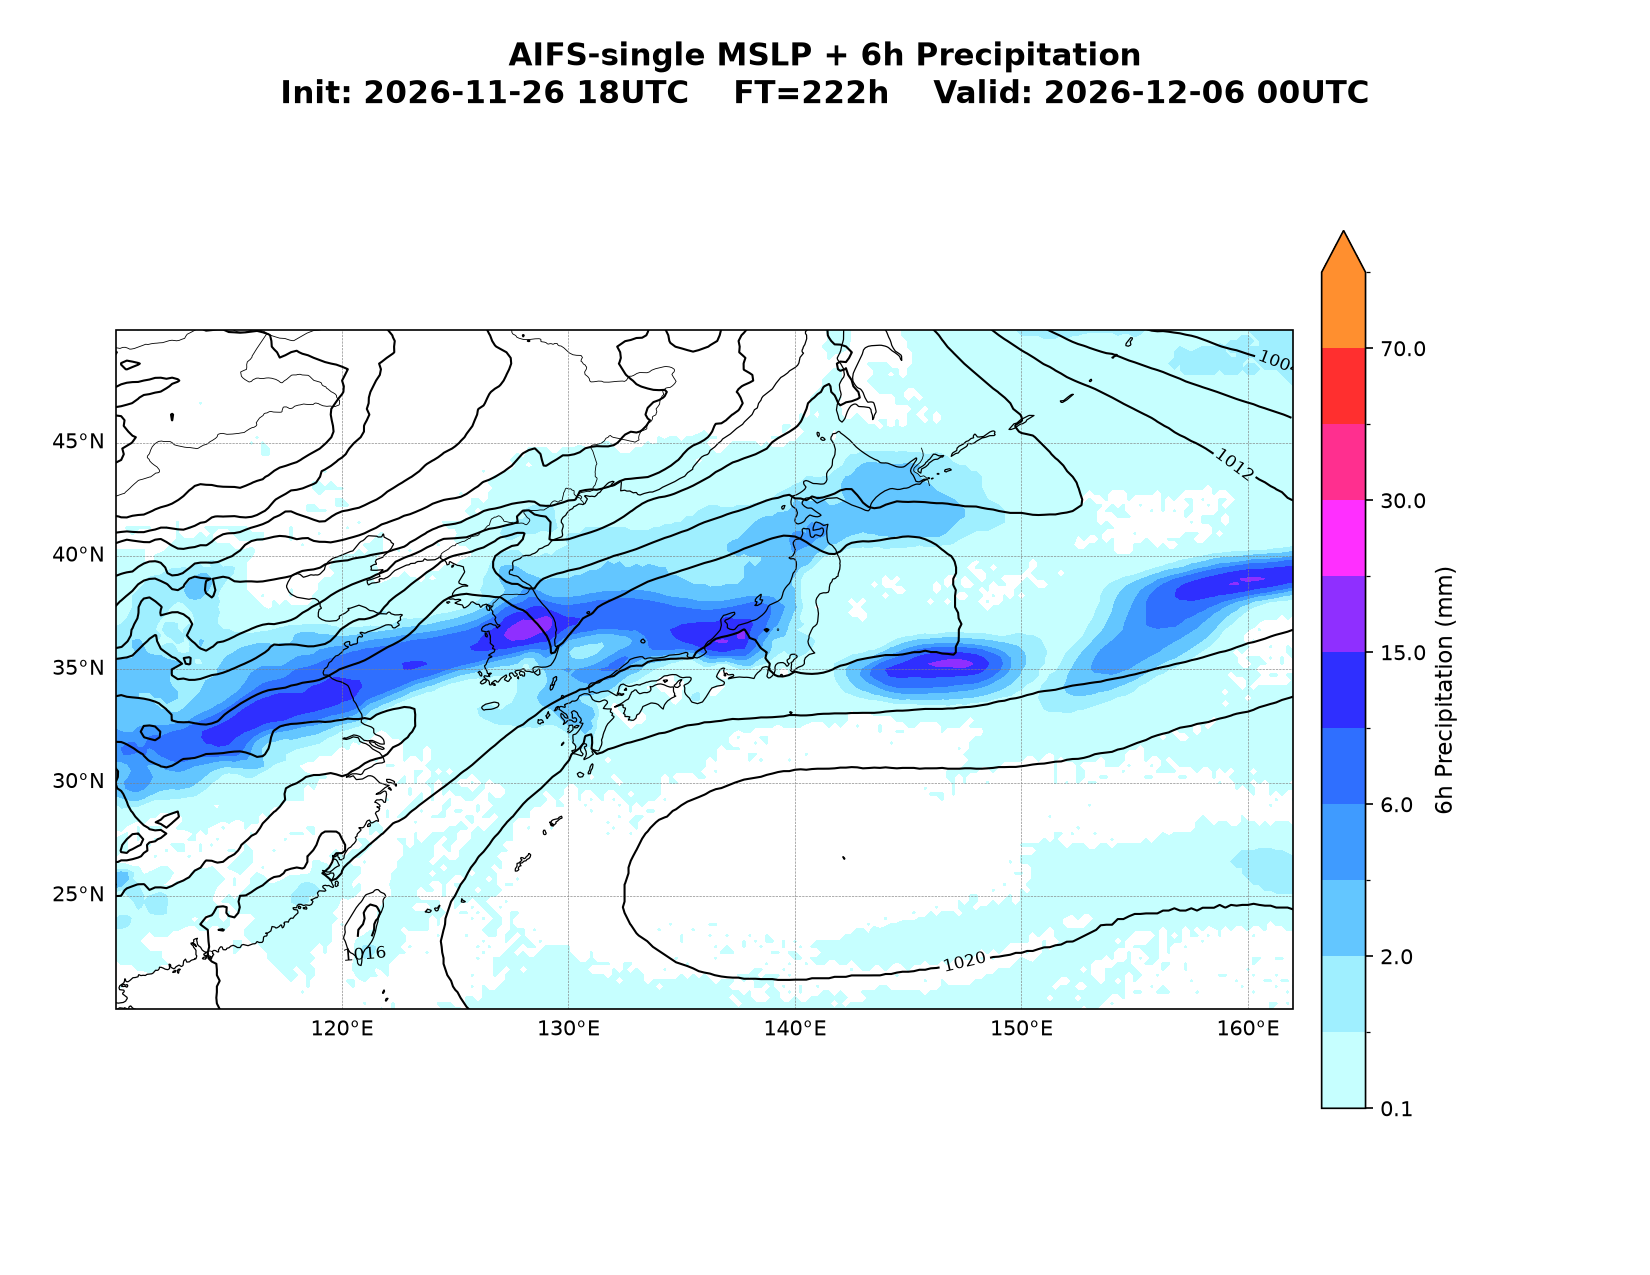 AIFS-single MSLP + 6h Precipitation
Init: 2026-11-26 18UTC    FT=222h    Valid: 2026-12-06 00UTC
70.0
30.0
15.0
6.0
2.0
0.1
6h Precipitation (mm)
45°N
40°N
35°N
30°N
25°N
1012
1016
1020
120°E
130°E
140°E
150°E
160°E